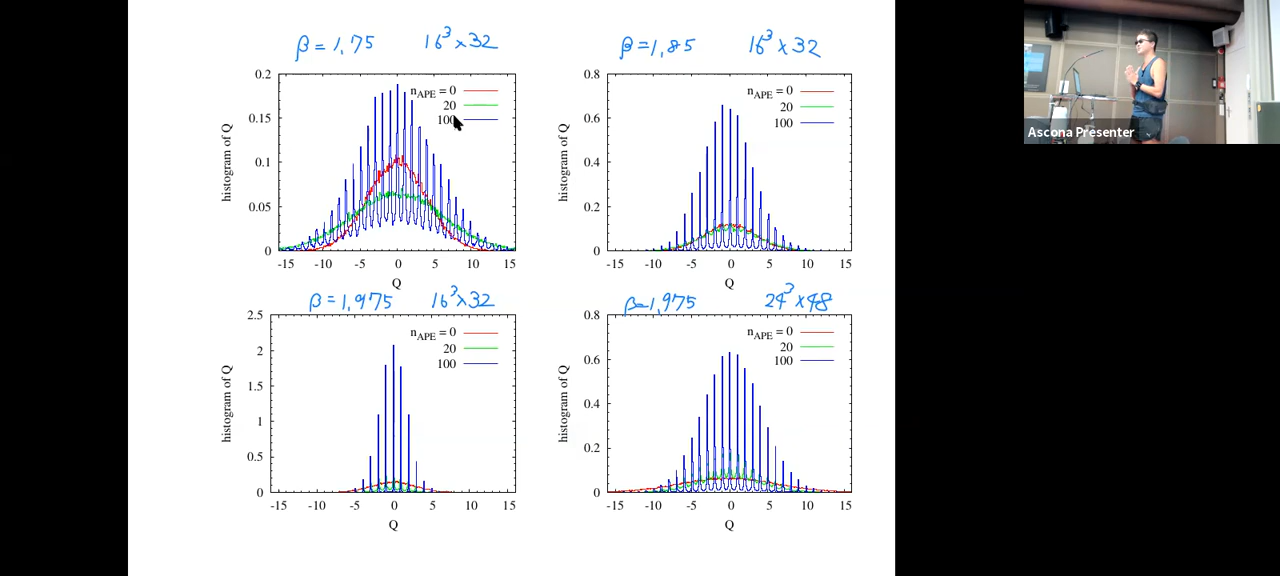 β = 1,75 16³×32
β = 1,85 16³×32
0.2
0.15
0.1
0.05
0
histogram of Q
n_APE = 0
20
100
-15 -10 -5 0 5 10 15
Q
0.8
0.6
0.4
0.2
0
histogram of Q
n_APE = 0
20
100
-15 -10 -5 0 5 10 15
Q
β = 1,975 16³×32
β=1,975 24³×48
2.5
2
1.5
1
0.5
0
histogram of Q
n_APE = 0
20
100
-15 -10 -5 0 5 10 15
Q
0.8
0.6
0.4
0.2
0
histogram of Q
n_APE = 0
20
100
-15 -10 -5 0 5 10 15
Q
Ascona Presenter